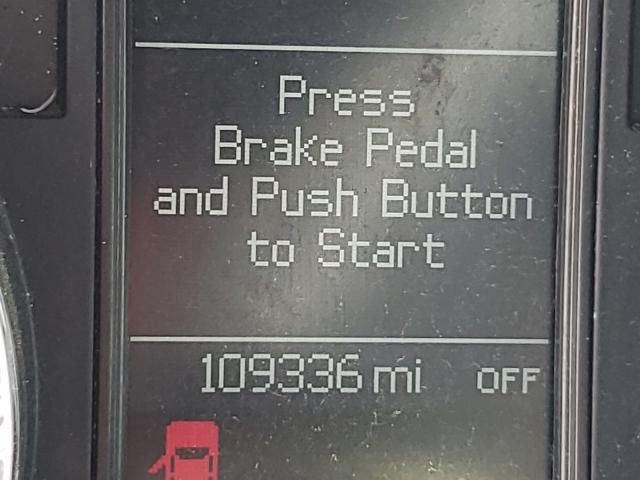 Press
Brake Pedal
and Push Button
to Start
109336 mi OFF